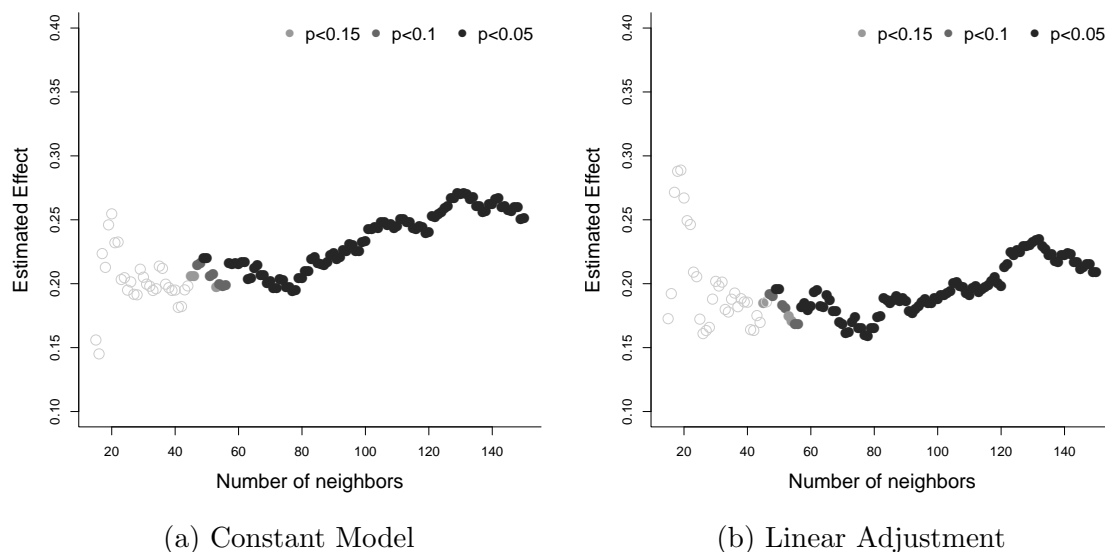 p<0.15 p<0.1 p<0.05
0.40
0.35
0.30
0.25
0.20
0.15
0.10
Estimated Effect
20 40 60 80 100 120 140
Number of neighbors
(a) Constant Model
p<0.15 p<0.1 p<0.05
0.40
0.35
0.30
0.25
0.20
0.15
0.10
Estimated Effect
20 40 60 80 100 120 140
Number of neighbors
(b) Linear Adjustment